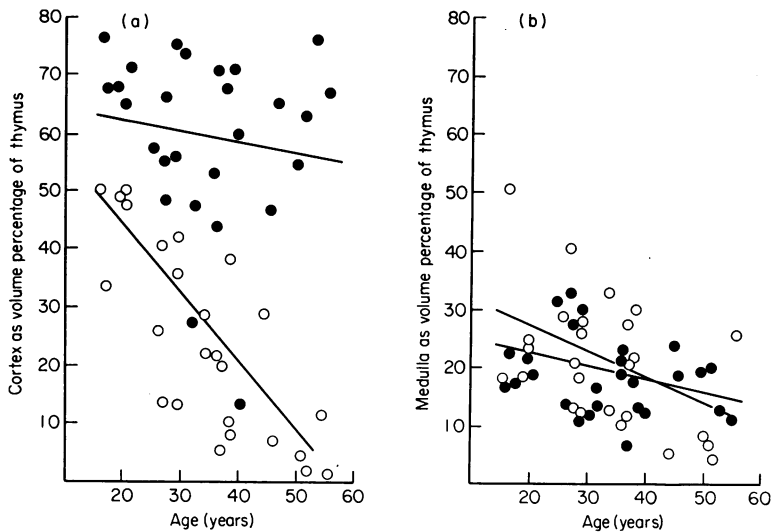 (a)
Cortex as volume percentage of thymus
80
70
60
50
40
30
20
10
20 30 40 50 60
Age (years)
(b)
Medulla as volume percentage of thymus
80
70
60
50
40
30
20
10
20 30 40 50 60
Age (years)